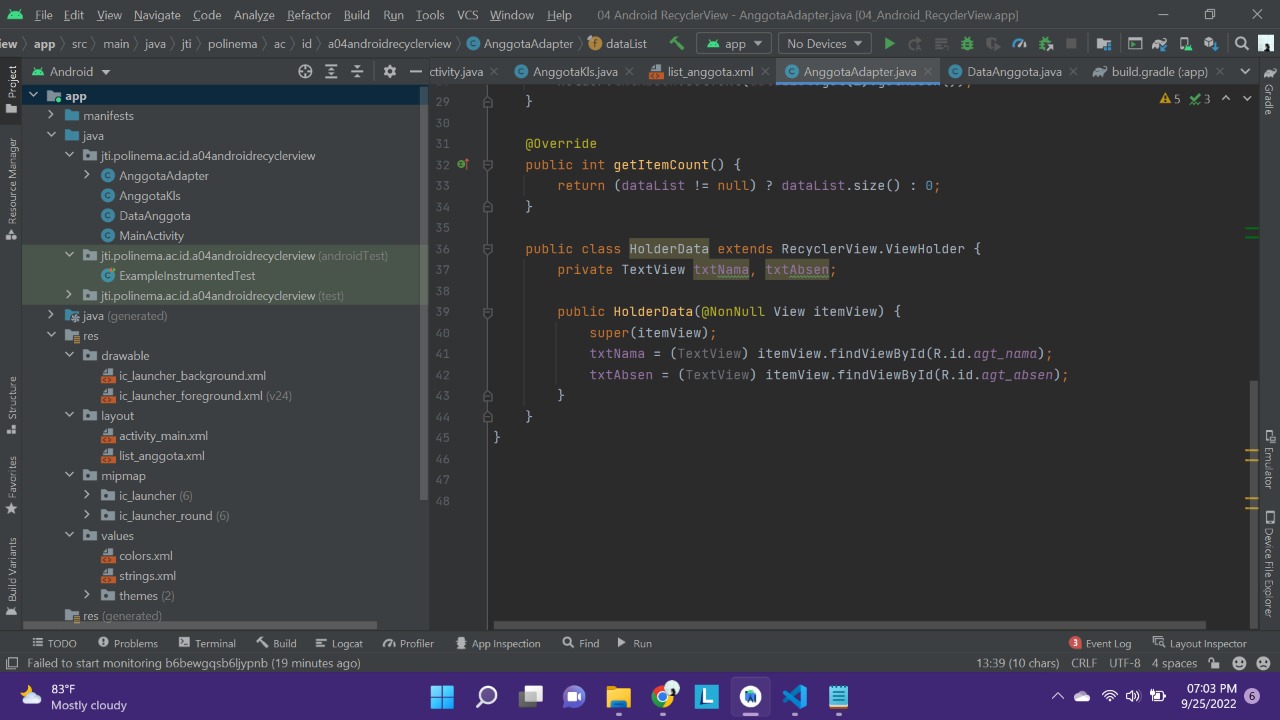 File Edit View Navigate Code Analyze Refactor Build Run Tools VCS Window Help 04 Android RecyclerView - AnggotaAdapter.java [04_Android_RecyclerView.app]
iew app src main java jti polinema ac id a04androidrecyclerview AnggotaAdapter dataList app No Devices
Android ctivity.java AnggotaKls.java list_anggota.xml AnggotaAdapter.java DataAnggota.java build.gradle (:app)
Project
Resource Manager
Structure
Favorites
Build Variants
app
manifests
java
jti.polinema.ac.id.a04androidrecyclerview
AnggotaAdapter
AnggotaKls
DataAnggota
MainActivity
jti.polinema.ac.id.a04androidrecyclerview (androidTest)
ExampleInstrumentedTest
jti.polinema.ac.id.a04androidrecyclerview (test)
java (generated)
res
drawable
ic_launcher_background.xml
ic_launcher_foreground.xml (v24)
layout
activity_main.xml
list_anggota.xml
mipmap
ic_launcher (6)
ic_launcher_round (6)
values
colors.xml
strings.xml
themes (2)
res (generated)
5 3
29 }
30
31 @Override
32 public int getItemCount() {
33 return (dataList != null) ? dataList.size() : 0;
34 }
35
36 public class HolderData extends RecyclerView.ViewHolder {
37 private TextView txtNama, txtAbsen;
38
39 public HolderData(@NonNull View itemView) {
40 super(itemView);
41 txtNama = (TextView) itemView.findViewById(R.id.agt_nama);
42 txtAbsen = (TextView) itemView.findViewById(R.id.agt_absen);
43 }
44 }
45 }
46
47
48
Gradle
Emulator
Device File Explorer
TODO Problems Terminal Build Logcat Profiler App Inspection Find Run 3 Event Log Layout Inspector
Failed to start monitoring b6bewgqsb6ljypnb (19 minutes ago) 13:39 (10 chars) CRLF UTF-8 4 spaces
83°F
Mostly cloudy
07:03 PM
9/25/2022
6